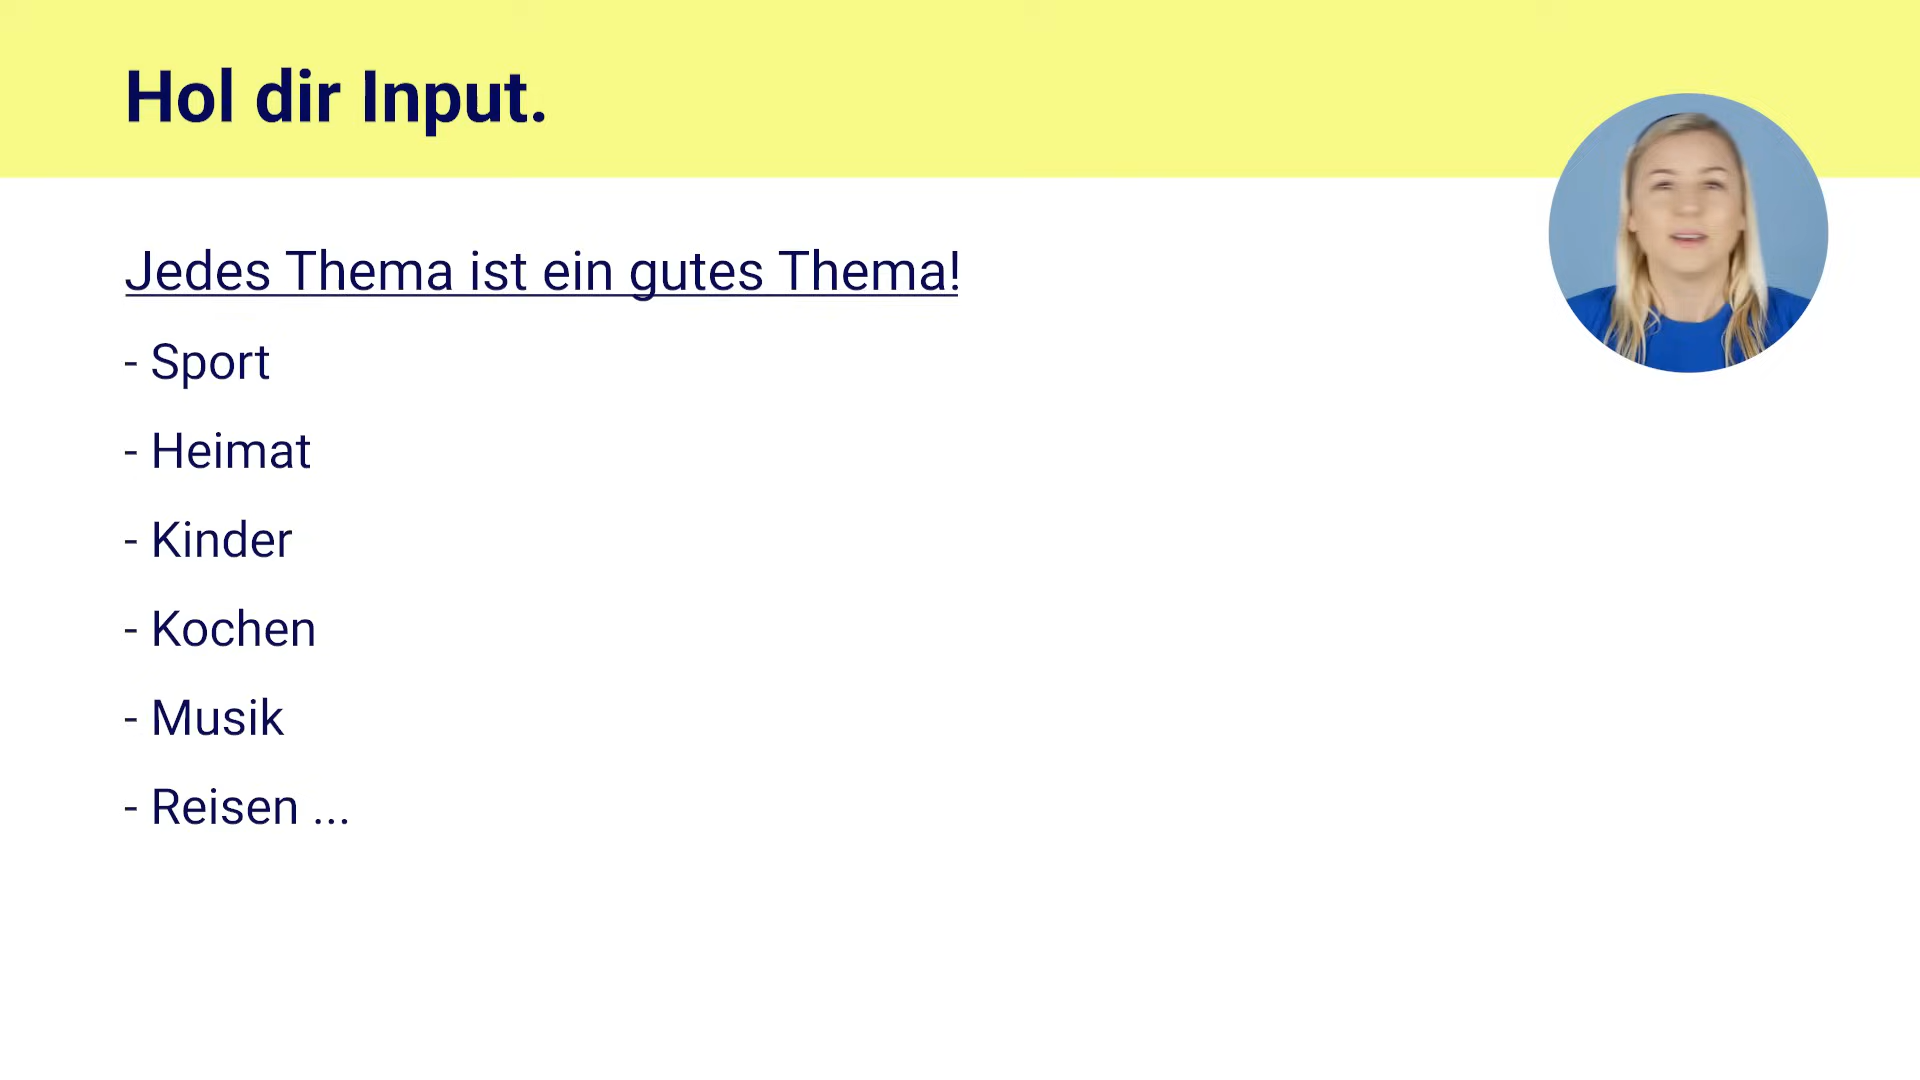 Hol dir Input.
Jedes Thema ist ein gutes Thema!
- Sport
- Heimat
- Kinder
- Kochen
- Musik
- Reisen ...